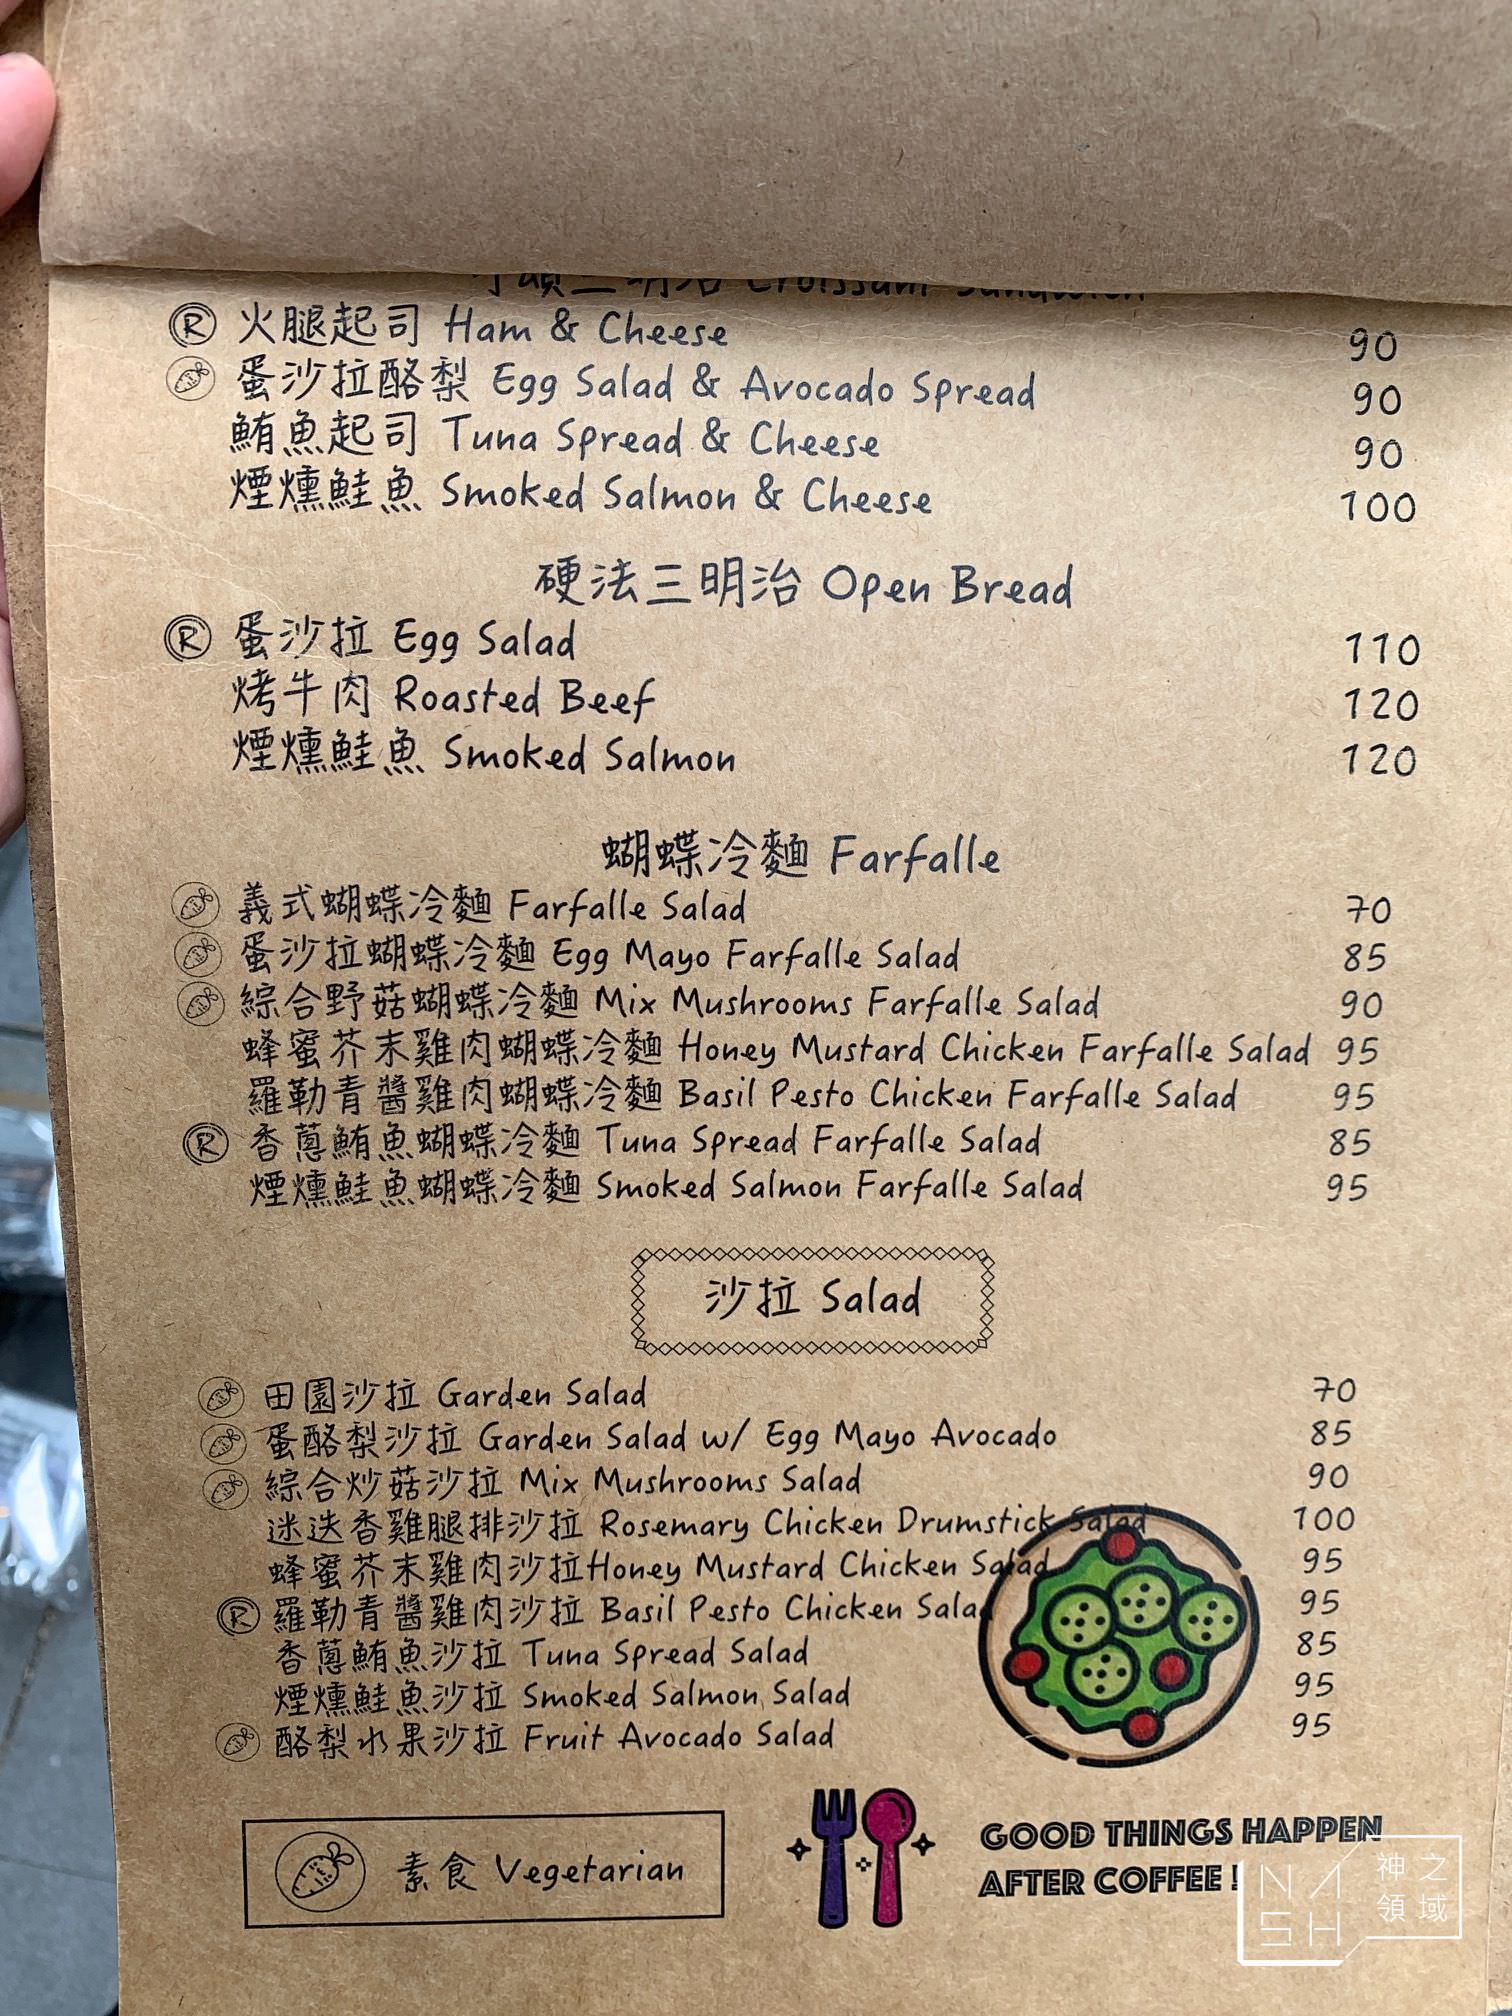 Croissant Sandwich
Ⓡ 火腿起司 Ham & Cheese 90
蛋沙拉酪梨 Egg Salad & Avocado Spread 90
鮪魚起司 Tuna Spread & Cheese 90
煙燻鮭魚 Smoked Salmon & Cheese 100
硬法三明治 Open Bread
Ⓡ 蛋沙拉 Egg Salad 110
烤牛肉 Roasted Beef 120
煙燻鮭魚 Smoked Salmon 120
蝴蝶冷麵 Farfalle
義式蝴蝶冷麵 Farfalle Salad 70
蛋沙拉蝴蝶冷麵 Egg Mayo Farfalle Salad 85
綜合野菇蝴蝶冷麵 Mix Mushrooms Farfalle Salad 90
蜂蜜芥末雞肉蝴蝶冷麵 Honey Mustard Chicken Farfalle Salad 95
羅勒青醬雞肉蝴蝶冷麵 Basil Pesto Chicken Farfalle Salad 95
Ⓡ 香蔥鮪魚蝴蝶冷麵 Tuna Spread Farfalle Salad 85
煙燻鮭魚蝴蝶冷麵 Smoked Salmon Farfalle Salad 95
沙拉 Salad
田園沙拉 Garden Salad 70
蛋酪梨沙拉 Garden Salad w/ Egg Mayo Avocado 85
綜合炒菇沙拉 Mix Mushrooms Salad 90
迷迭香雞腿排沙拉 Rosemary Chicken Drumstick Salad 100
蜂蜜芥末雞肉沙拉Honey Mustard Chicken Salad 95
Ⓡ 羅勒青醬雞肉沙拉 Basil Pesto Chicken Salad 95
香蔥鮪魚沙拉 Tuna Spread Salad 85
煙燻鮭魚沙拉 Smoked Salmon Salad 95
酪梨水果沙拉 Fruit Avocado Salad 95
素食 Vegetarian
GOOD THINGS HAPPEN
AFTER COFFEE !
NASH
神之
領域